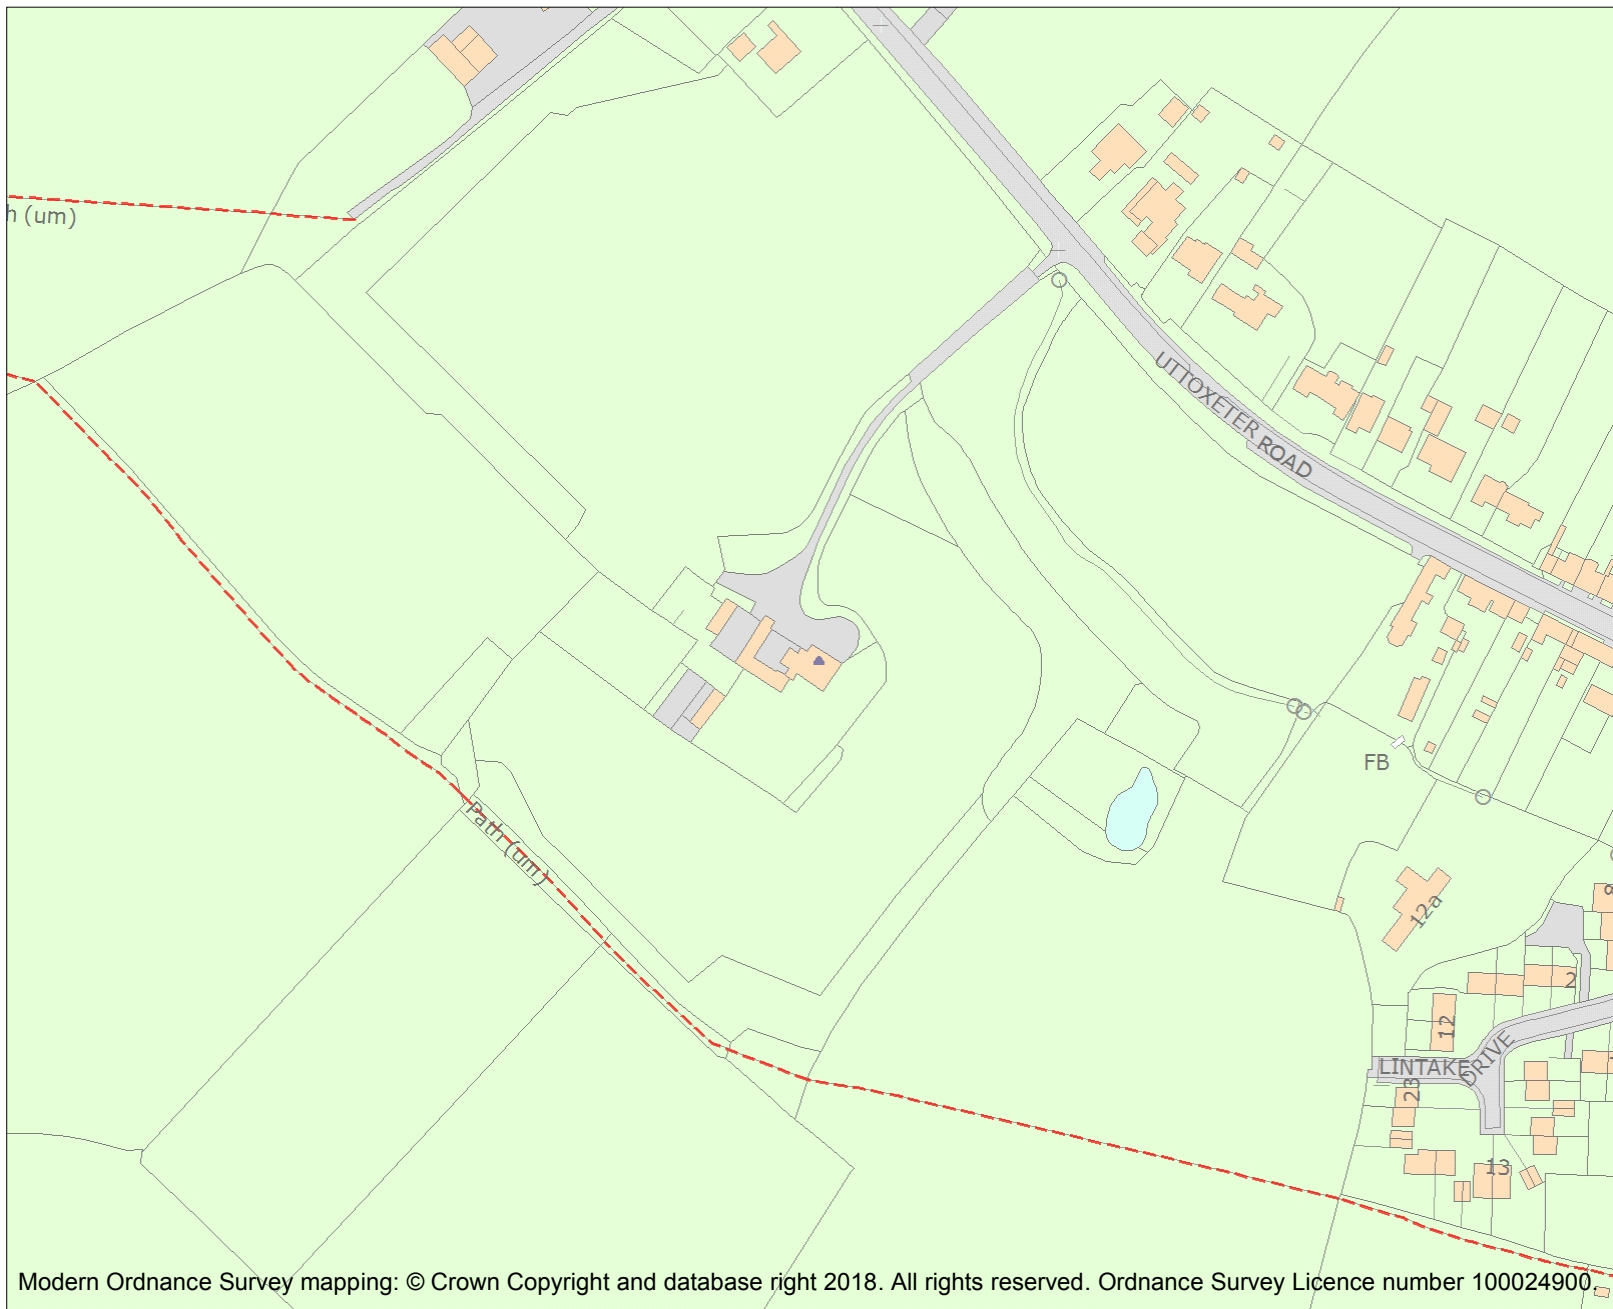 h (um)
UTTOXETER ROAD
FB
Path (um)
12a
8
2
12
LINTAKE DRIVE
23
13
Modern Ordnance Survey mapping: © Crown Copyright and database right 2018. All rights reserved. Ordnance Survey Licence number 100024900.